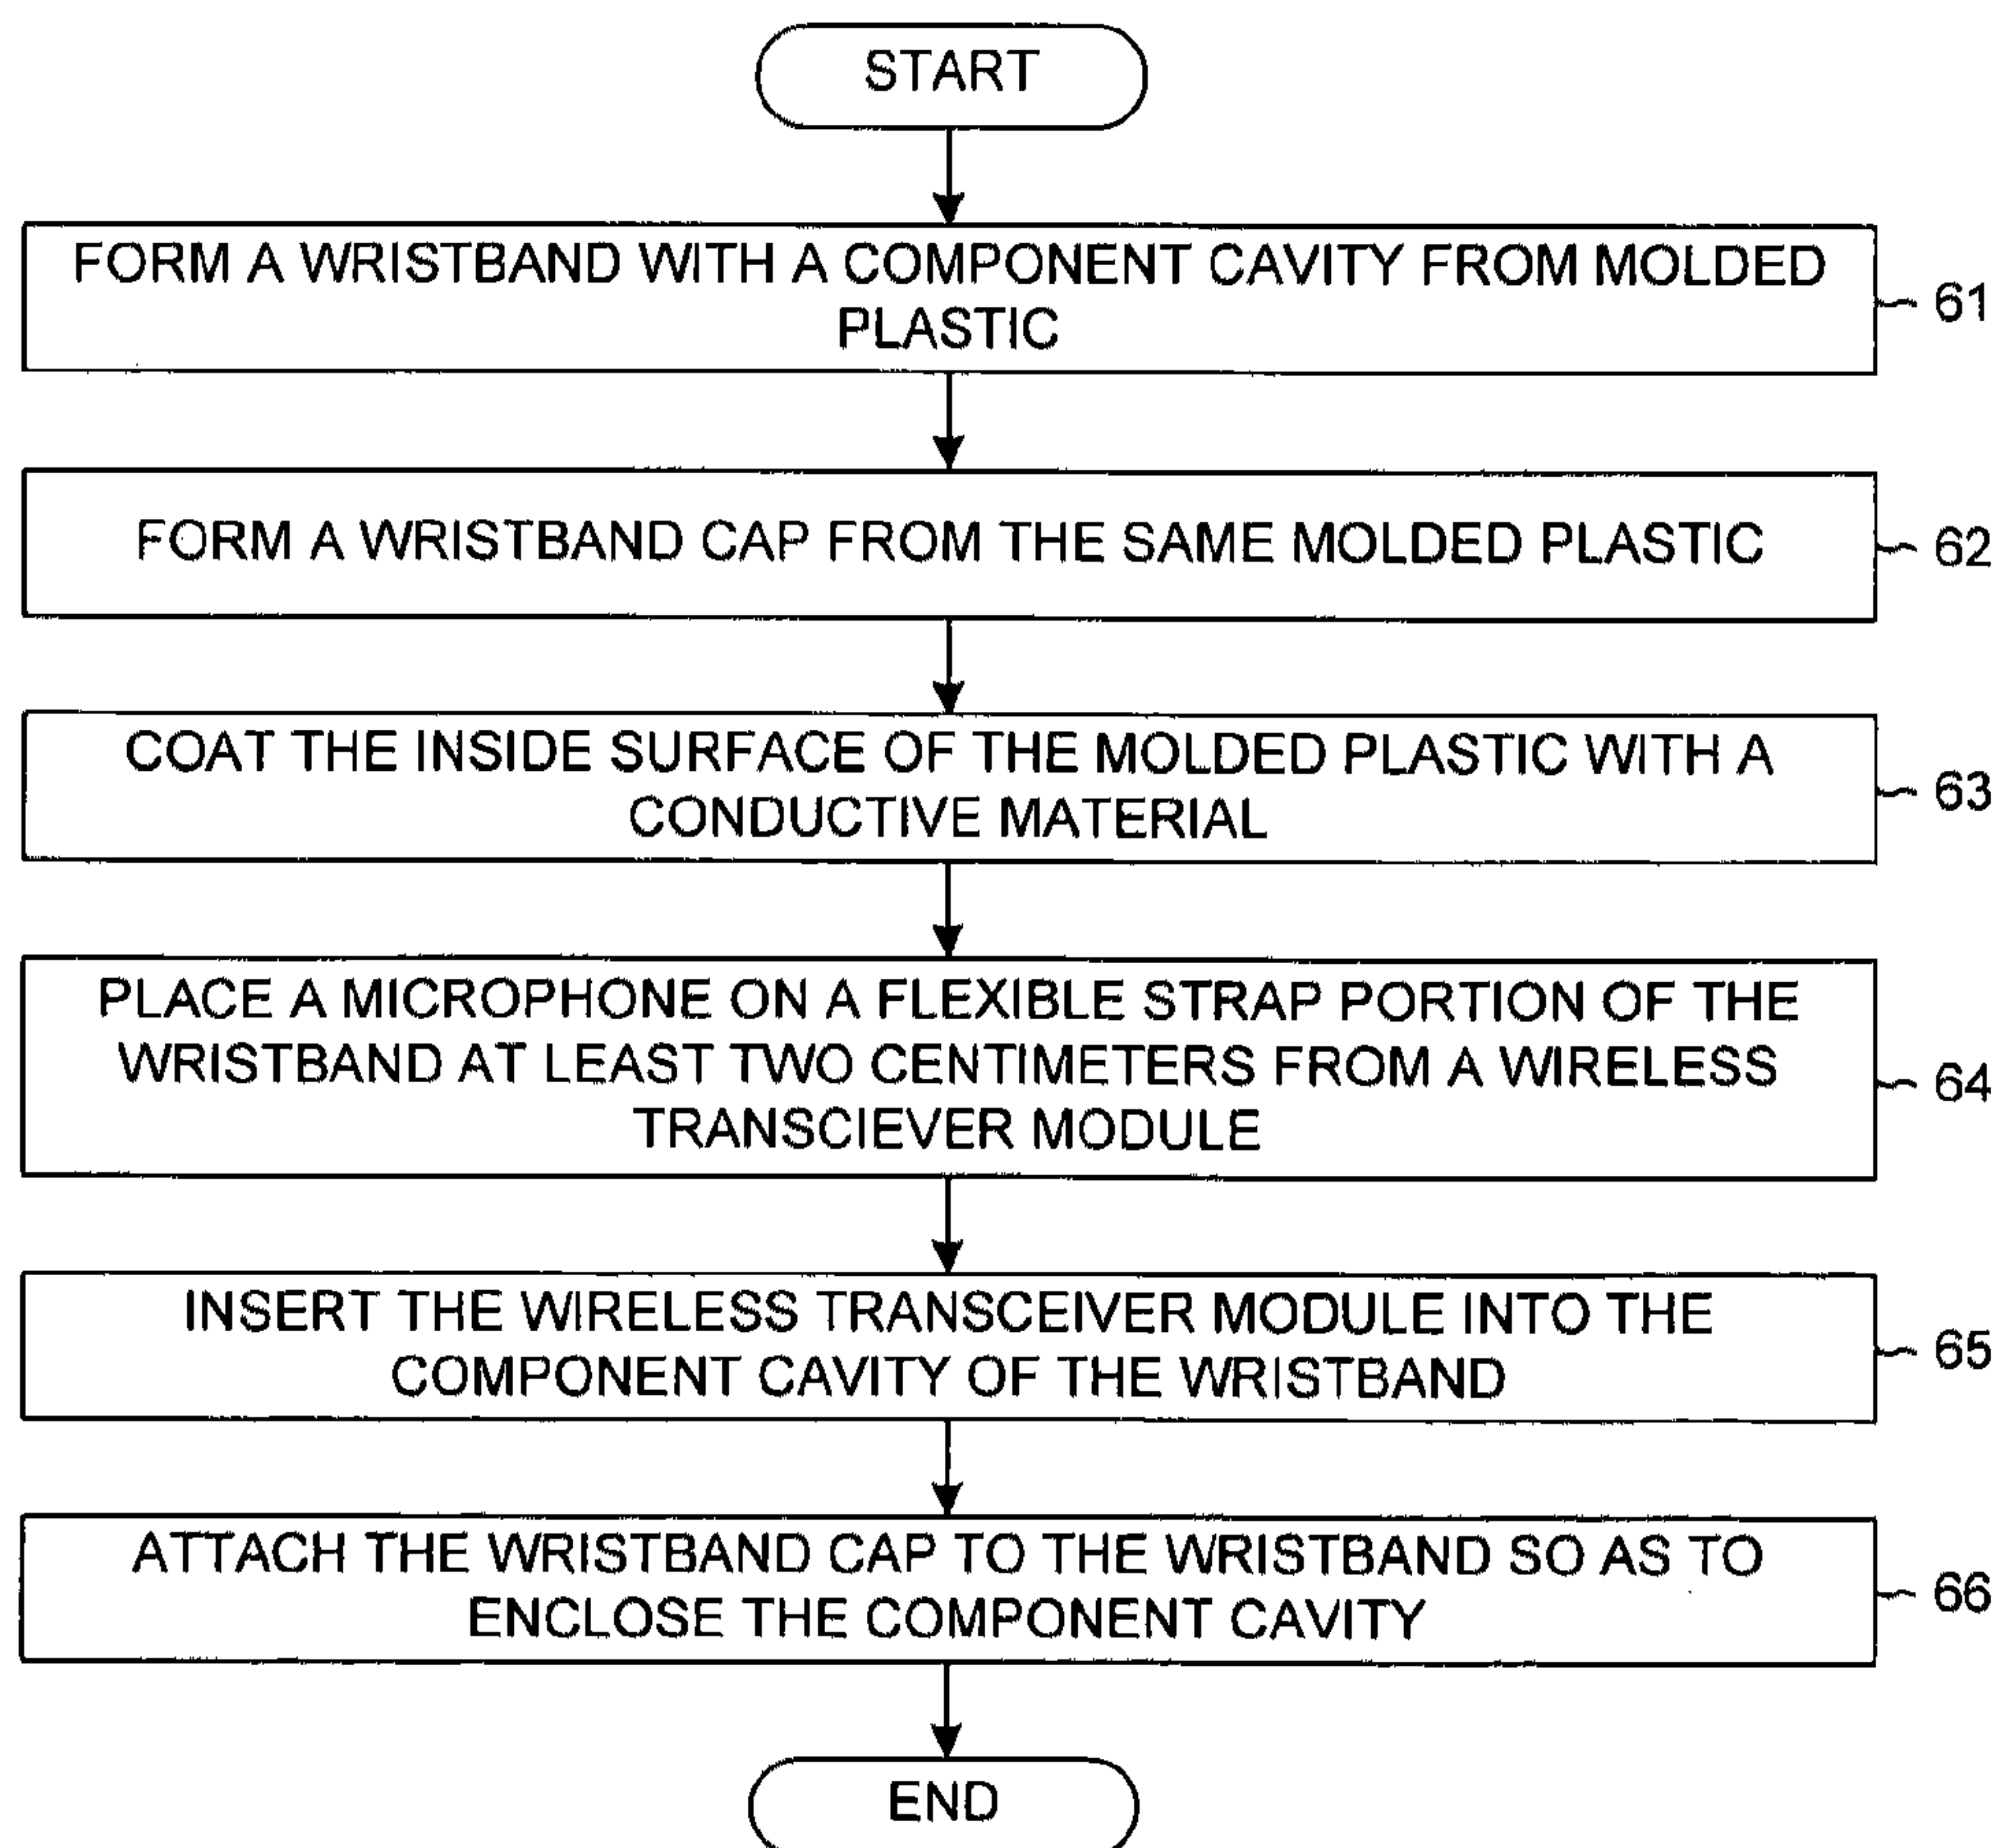 START
FORM A WRISTBAND WITH A COMPONENT CAVITY FROM MOLDED
PLASTIC
61
FORM A WRISTBAND CAP FROM THE SAME MOLDED PLASTIC
62
COAT THE INSIDE SURFACE OF THE MOLDED PLASTIC WITH A
CONDUCTIVE MATERIAL
63
PLACE A MICROPHONE ON A FLEXIBLE STRAP PORTION OF THE
WRISTBAND AT LEAST TWO CENTIMETERS FROM A WIRELESS
TRANSCIEVER MODULE
64
INSERT THE WIRELESS TRANSCEIVER MODULE INTO THE
COMPONENT CAVITY OF THE WRISTBAND
65
ATTACH THE WRISTBAND CAP TO THE WRISTBAND SO AS TO
ENCLOSE THE COMPONENT CAVITY
66
END